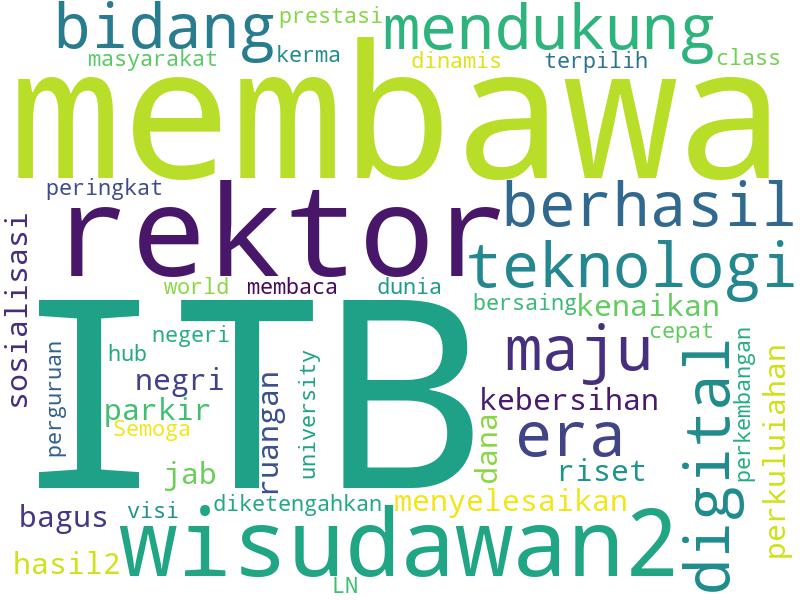 prestasi
bidang
mendukung
masyarakat
kerma
dinamis
terpilih
class
membawa
peringkat
rektor
berhasil
sosialisasi
teknologi
world
membaca
dunia
ITB
bersaing
kenaikan
negeri
maju
cepat
perguruan
hub
university
digital
perkembangan
perkuluiahan
negri
ruangan
kebersihan
parkir
Semoga
dana
era
jab
riset
diketengahkan
menyelesaikan
bagus
visi
wisudawan2
hasil2
LN